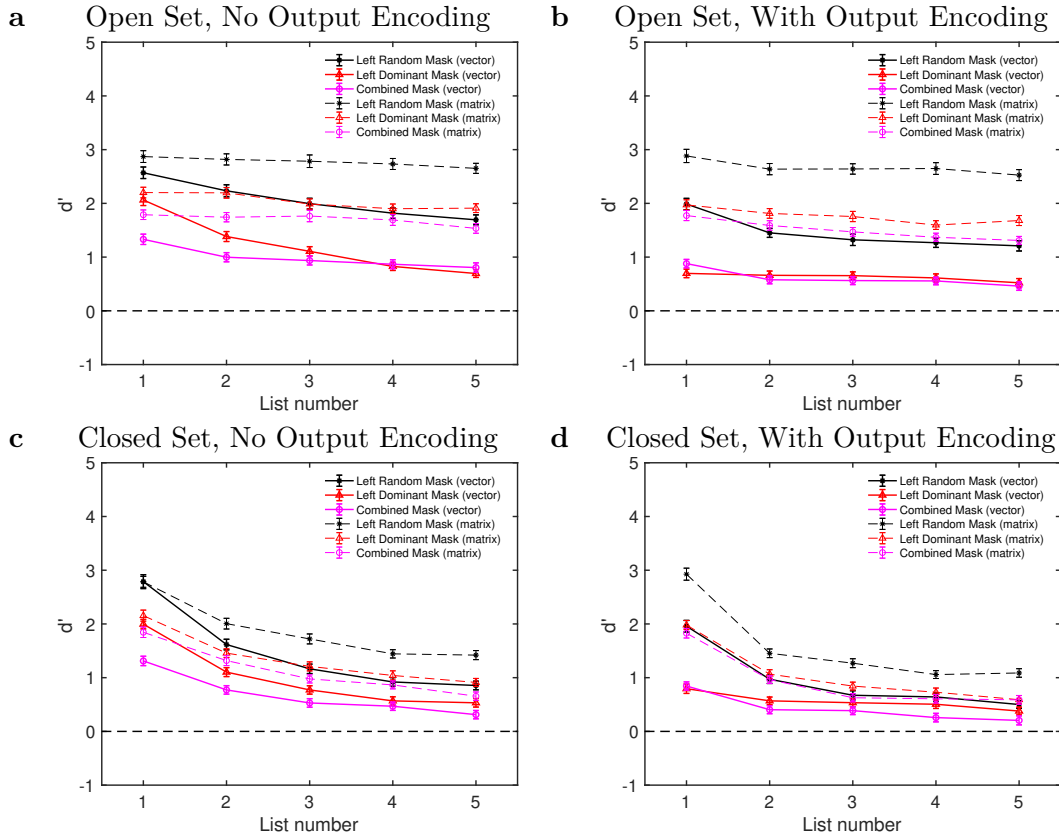 a Open Set, No Output Encoding
5
4
3
2
1
0
-1
d'
Left Random Mask (vector)
Left Dominant Mask (vector)
Combined Mask (vector)
Left Random Mask (matrix)
Left Dominant Mask (matrix)
Combined Mask (matrix)
1 2 3 4 5
List number
b Open Set, With Output Encoding
5
4
3
2
1
0
-1
d'
Left Random Mask (vector)
Left Dominant Mask (vector)
Combined Mask (vector)
Left Random Mask (matrix)
Left Dominant Mask (matrix)
Combined Mask (matrix)
1 2 3 4 5
List number
c Closed Set, No Output Encoding
5
4
3
2
1
0
-1
d'
Left Random Mask (vector)
Left Dominant Mask (vector)
Combined Mask (vector)
Left Random Mask (matrix)
Left Dominant Mask (matrix)
Combined Mask (matrix)
1 2 3 4 5
List number
d Closed Set, With Output Encoding
5
4
3
2
1
0
-1
d'
Left Random Mask (vector)
Left Dominant Mask (vector)
Combined Mask (vector)
Left Random Mask (matrix)
Left Dominant Mask (matrix)
Combined Mask (matrix)
1 2 3 4 5
List number